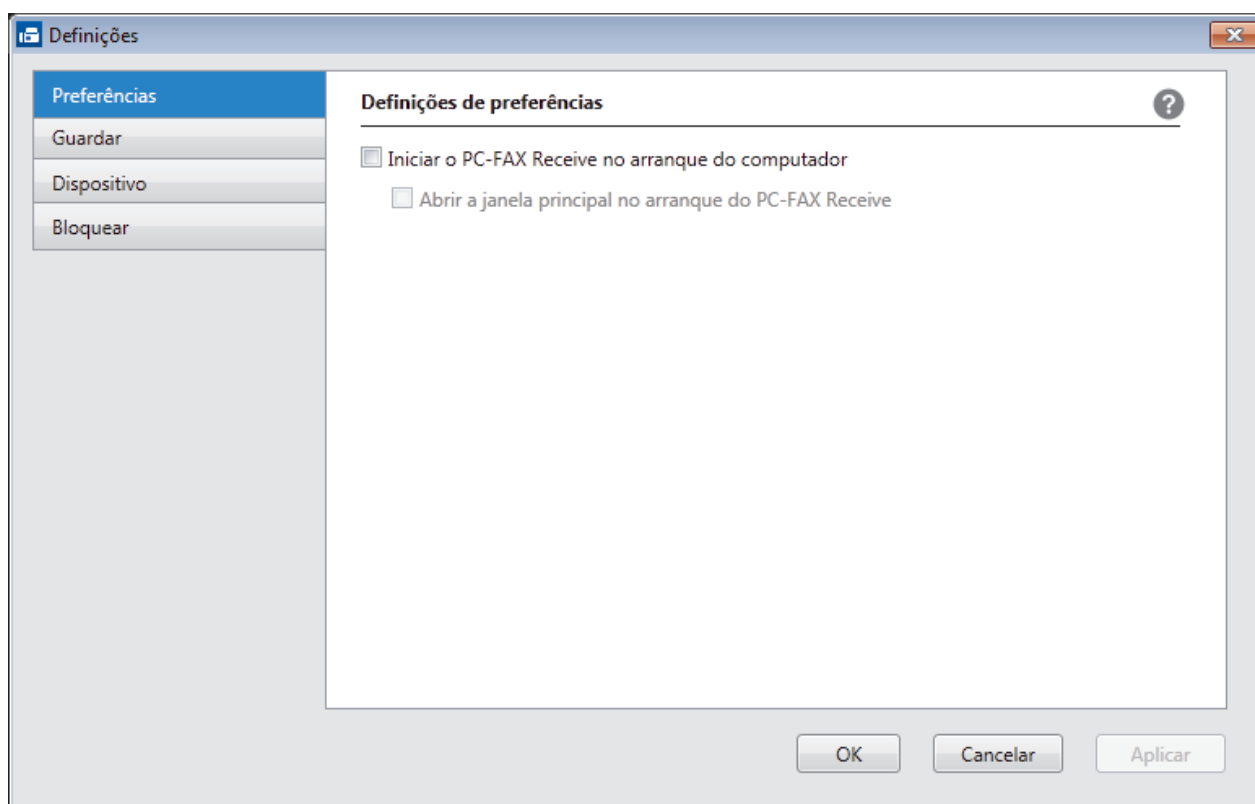 Definições
Preferências
Guardar
Dispositivo
Bloquear
Definições de preferências
?
Iniciar o PC-FAX Receive no arranque do computador
Abrir a janela principal no arranque do PC-FAX Receive
OK
Cancelar
Aplicar